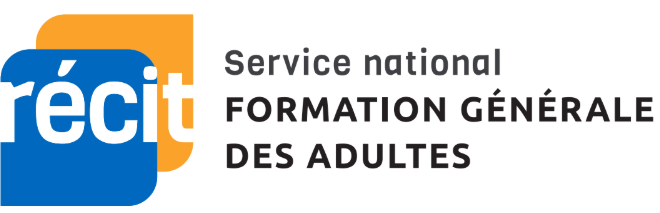 récit
Service national
FORMATION GÉNÉRALE
DES ADULTES